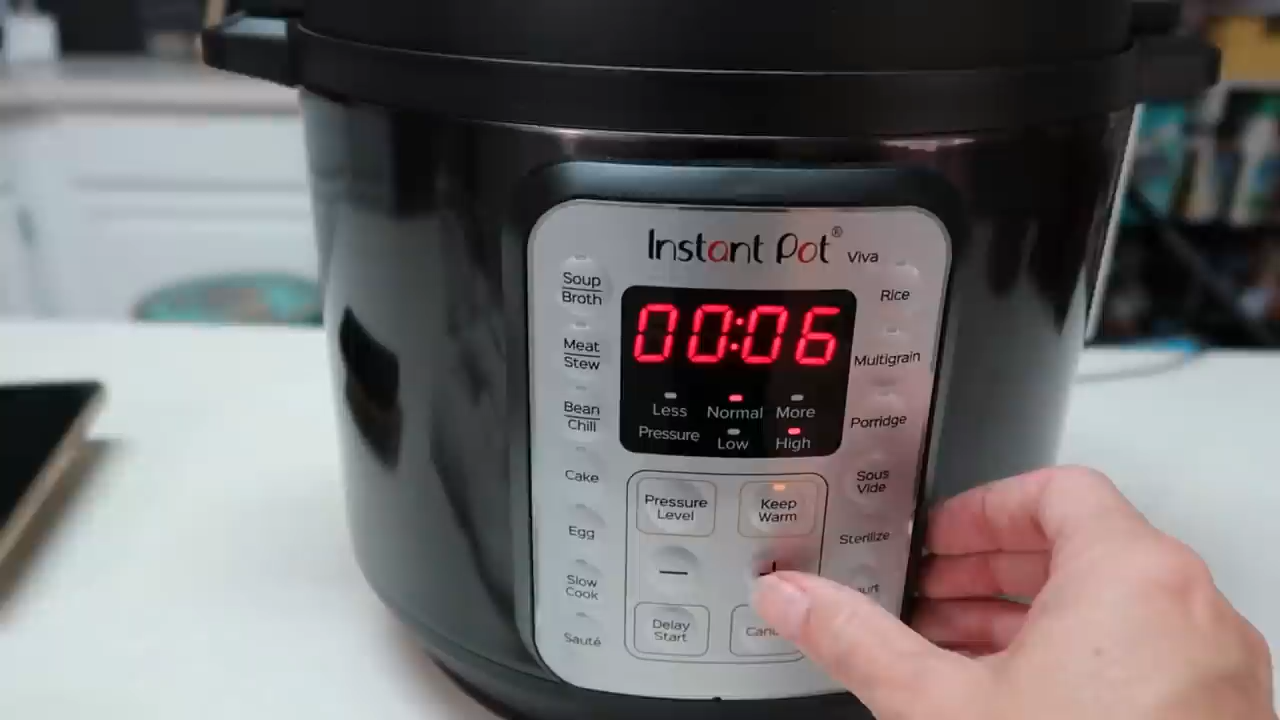 Instant Pot® Viva
Soup
Broth
Rice
00:06
Meat
Stew
Multigrain
Less Normal More
Bean
Chili
Pressure Low High
Porridge
Cake
Sous
Vide
Pressure
Level
Keep
Warm
Egg
Sterilize
— +
Slow
Cook
Delay
Start
Sauté